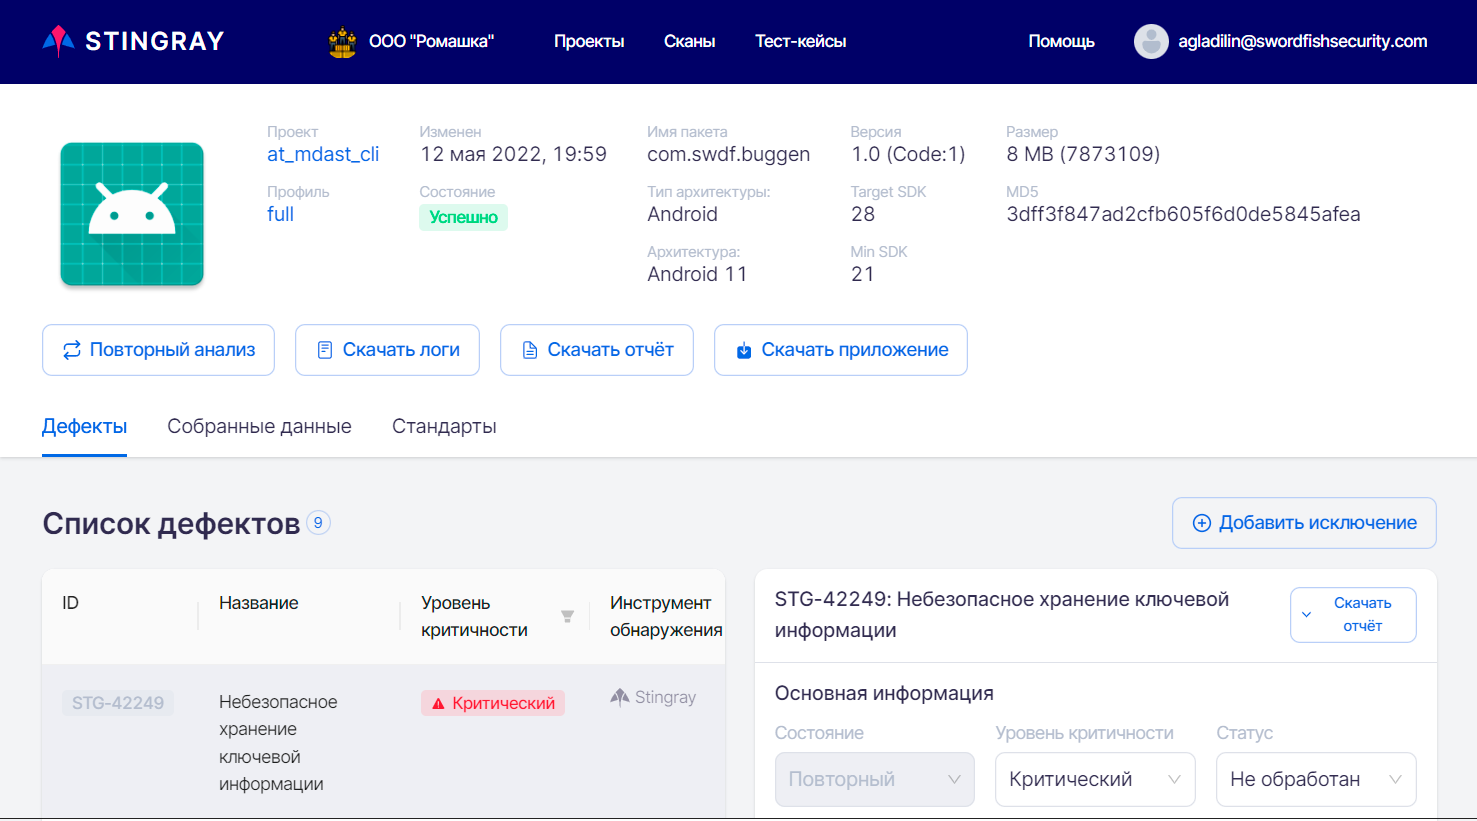 STINGRAY
ООО "Ромашка"
Проекты
Сканы
Тест-кейсы
Помощь
agladilin@swordfishsecurity.com
Проект
at_mdast_cli
Изменен
12 мая 2022, 19:59
Имя пакета
com.swdf.buggen
Версия
1.0 (Code:1)
Размер
8 MB (7873109)
Профиль
full
Состояние
Успешно
Тип архитектуры:
Android
Target SDK
28
MD5
3dff3f847ad2cfb605f6d0de5845afea
Архитектура:
Android 11
Min SDK
21
Повторный анализ
Скачать логи
Скачать отчёт
Скачать приложение
Дефекты
Собранные данные
Стандарты
Список дефектов 9
Добавить исключение
ID
Название
Уровень
критичности
Инструмент
обнаружения
STG-42249
Небезопасное
хранение
ключевой
информации
Критический
Stingray
STG-42249: Небезопасное хранение ключевой
информации
Скачать
отчёт
Основная информация
Состояние
Повторный
Уровень критичности
Критический
Статус
Не обработан